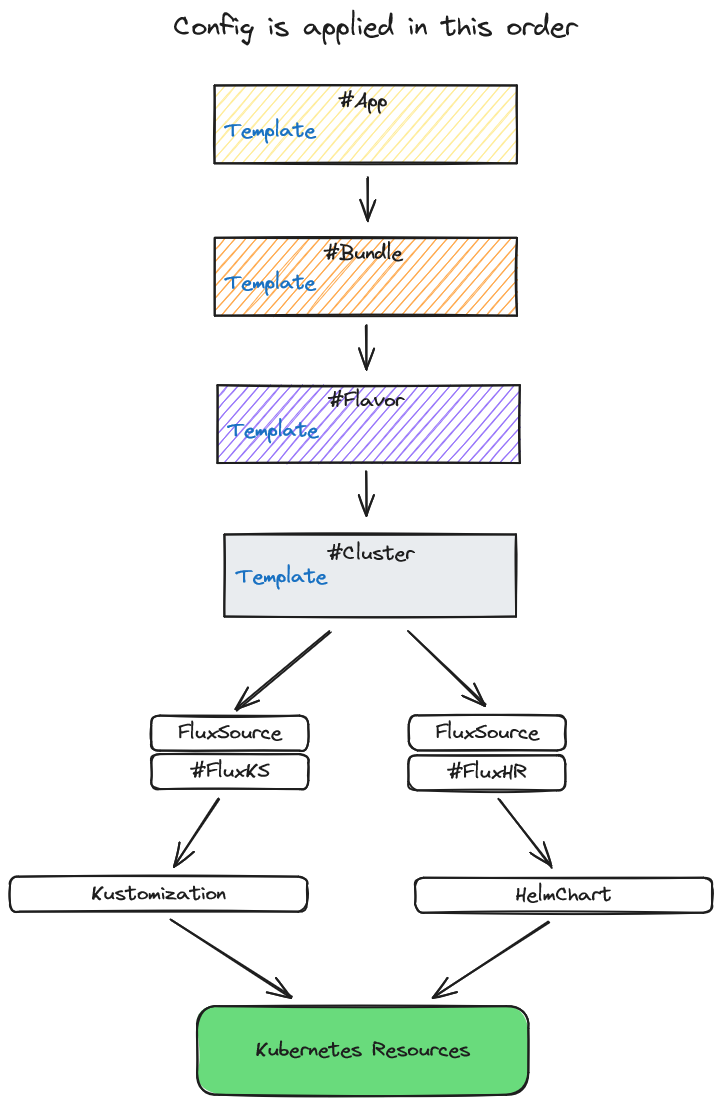 Config is applied in this order
#App
Template
#Bundle
Template
#Flavor
Template
#Cluster
Template
FluxSource
#FluxKS
FluxSource
#FluxHR
Kustomization
HelmChart
Kubernetes Resources